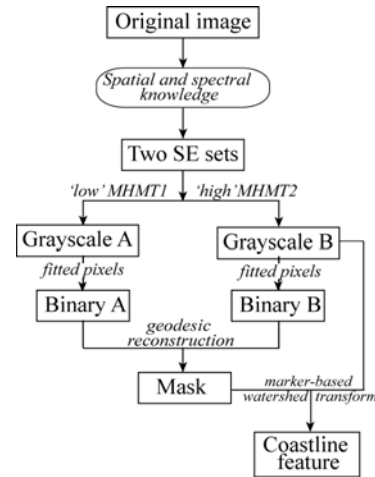 Original image
Spatial and spectral
knowledge
Two SE sets
'low' MHMT1 'high' MHMT2
Grayscale A
Grayscale B
fitted pixels
fitted pixels
Binary A
Binary B
geodesic
reconstruction
Mask
marker-based
watershed transform
Coastline
feature